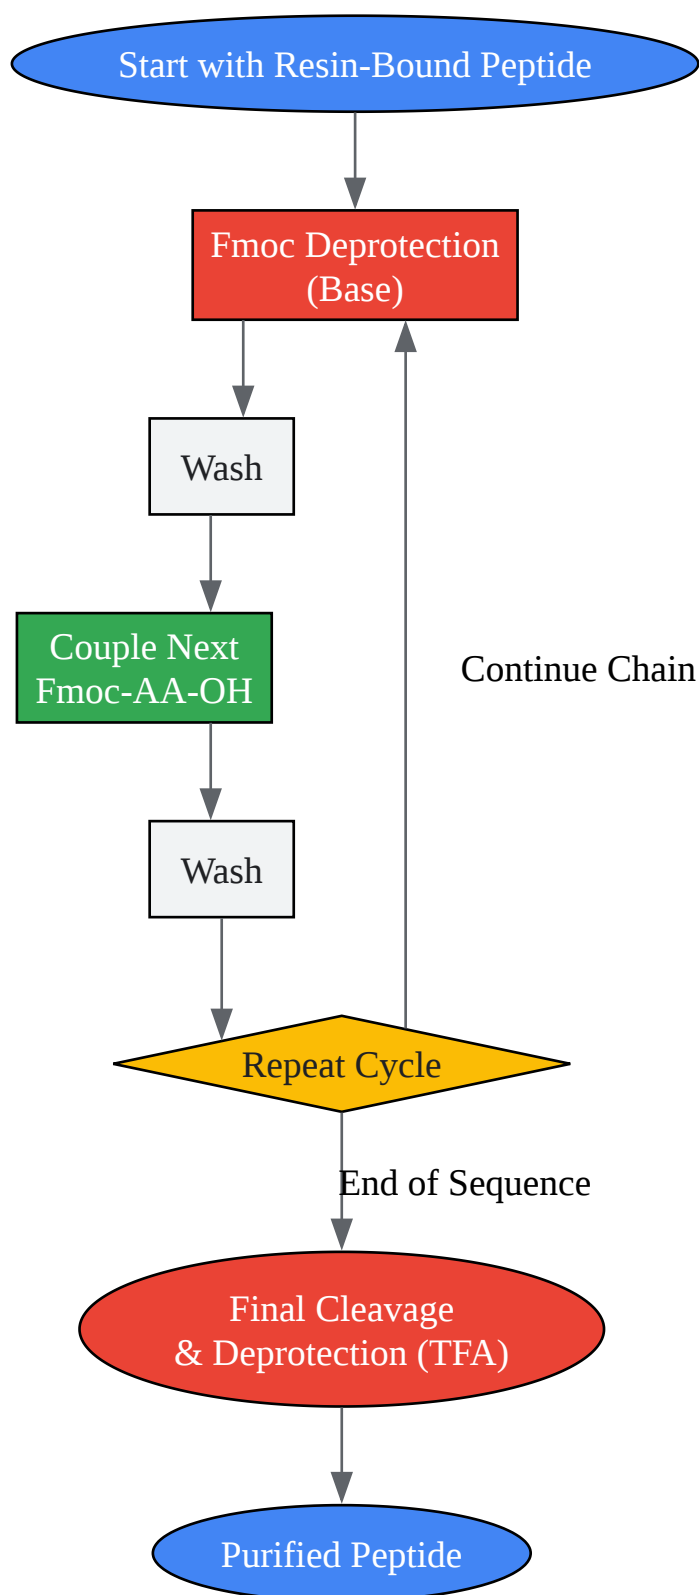 Start with Resin-Bound Peptide
Fmoc Deprotection
(Base)
Wash
Couple Next
Fmoc-AA-OH
Continue Chain
Wash
Repeat Cycle
End of Sequence
Final Cleavage
& Deprotection (TFA)
Purified Peptide